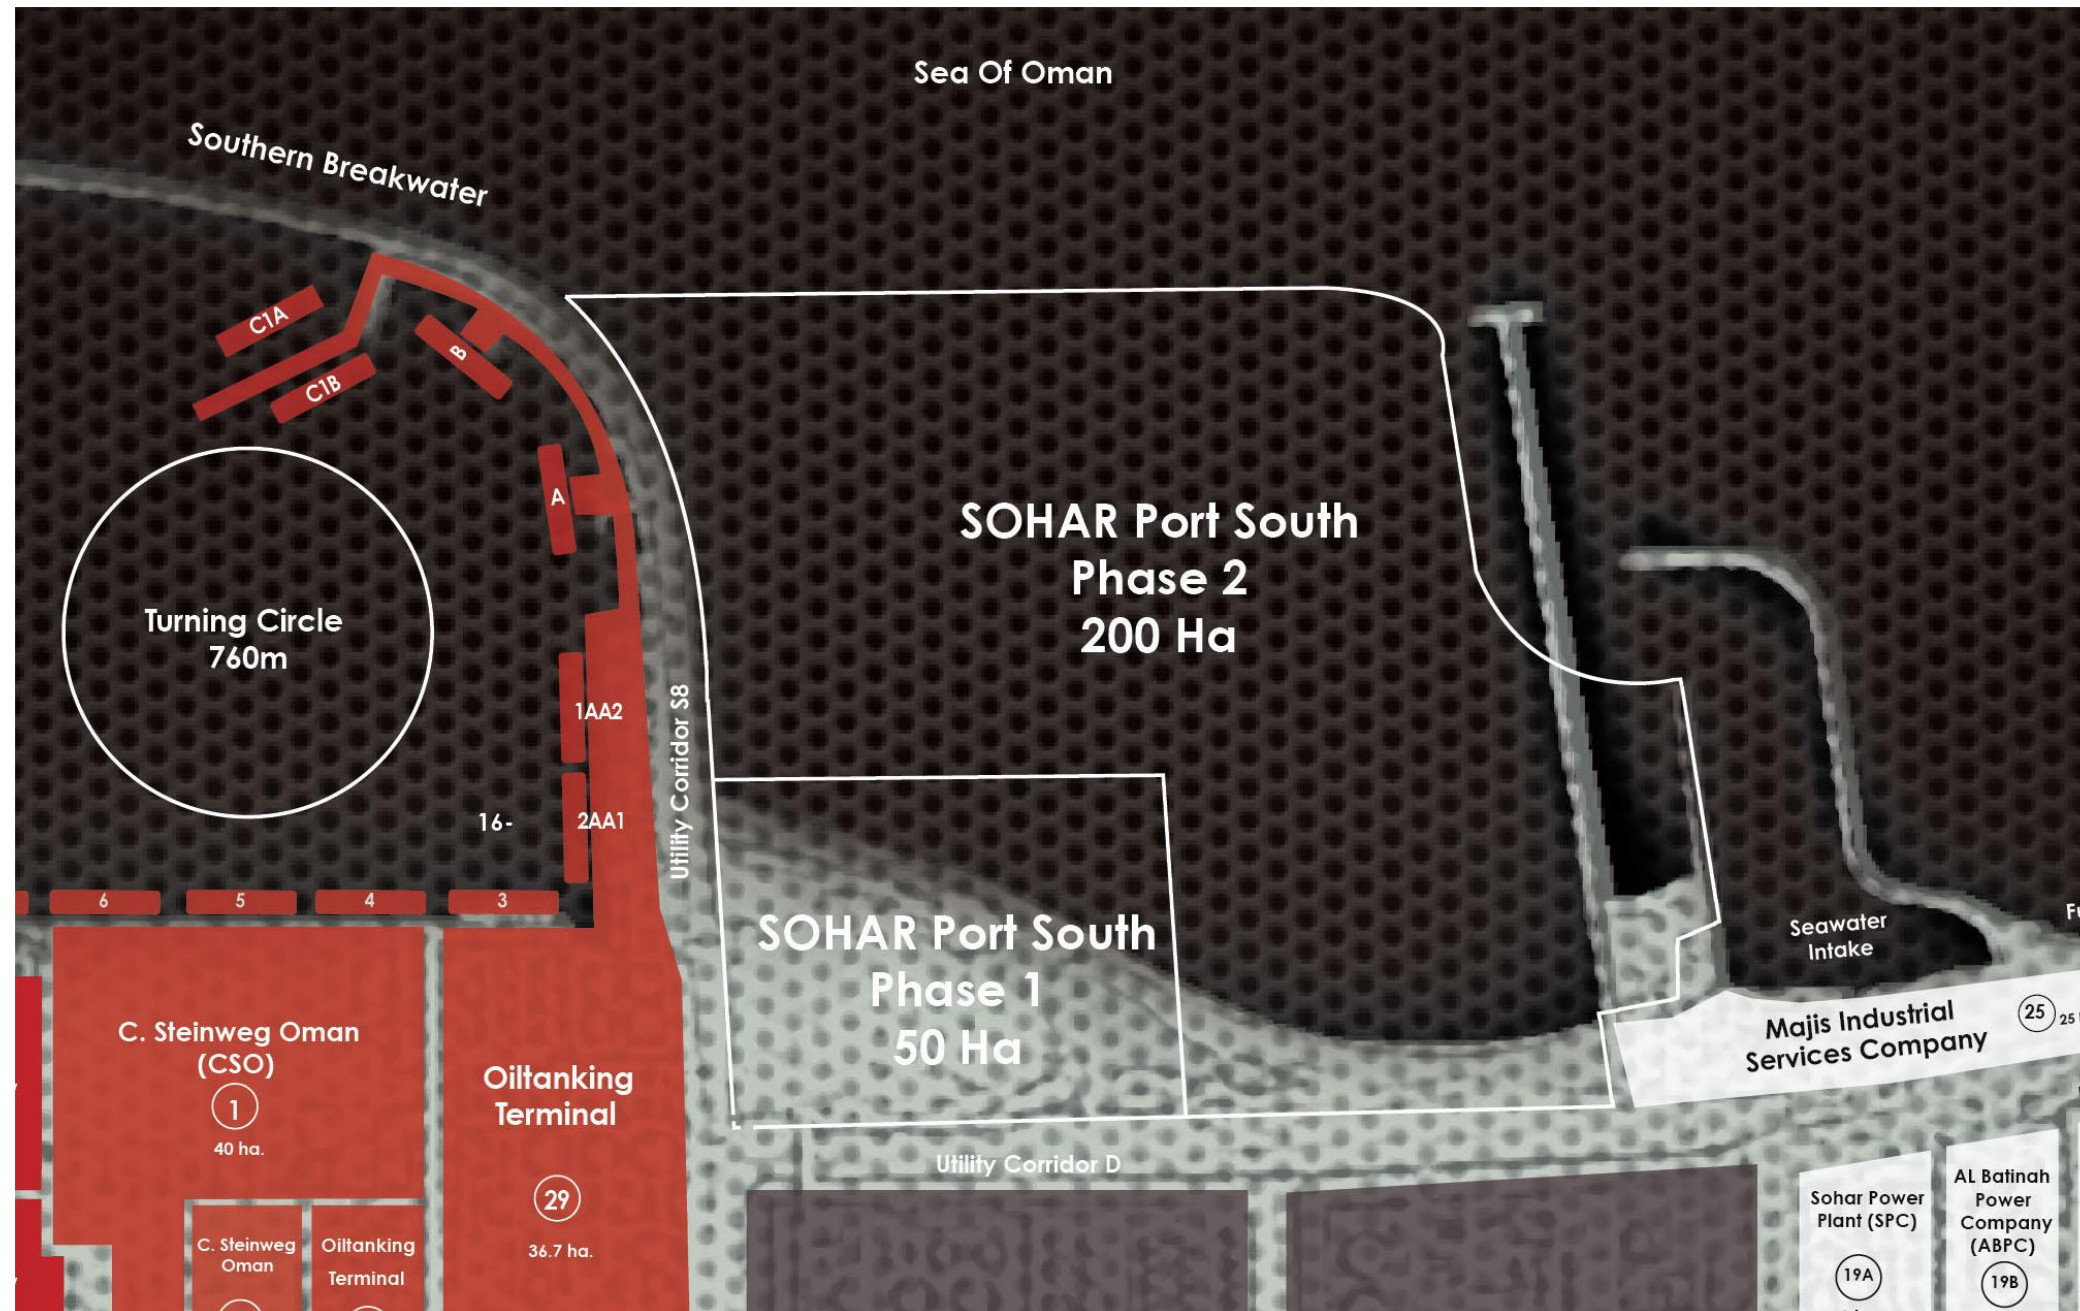 Sea Of Oman
Southern Breakwater
C1A
C1B
B
A
SOHAR Port South
Phase 2
200 Ha
Turning Circle
760m
Utility Corridor S8
1AA2
16-
2AA1
6
5
4
3
SOHAR Port South
Phase 1
50 Ha
Seawater
Intake
Majis Industrial
Services Company
25
C. Steinweg Oman
(CSO)
1
40 ha.
Oiltanking
Terminal
29
36.7 ha.
Utility Corridor D
C. Steinweg
Oman
Oiltanking
Terminal
Sohar Power
Plant (SPC)
19A
AL Batinah
Power
Company
(ABPC)
19B